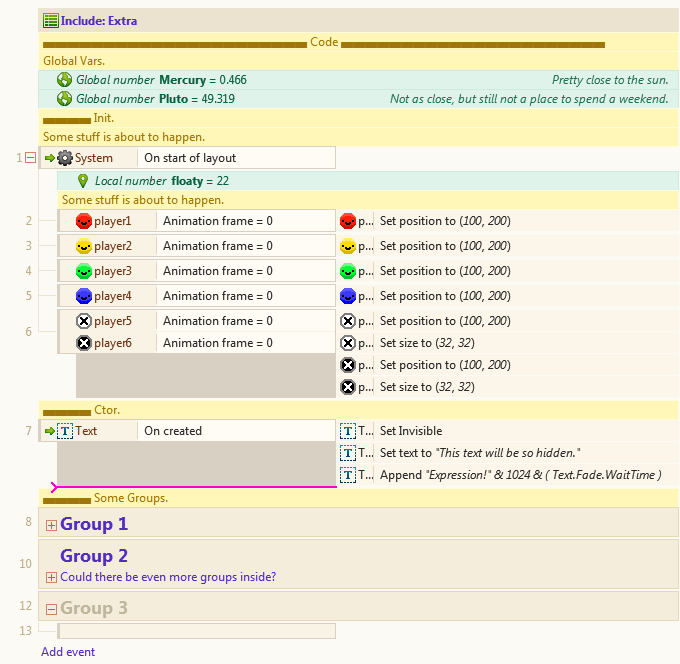 Include: Extra
Code
Global Vars.
Global number Mercury = 0.466 Pretty close to the sun.
Global number Pluto = 49.319 Not as close, but still not a place to spend a weekend.
Init.
Some stuff is about to happen.
1 System On start of layout
Local number floaty = 22
Some stuff is about to happen.
2 player1 Animation frame = 0 p... Set position to (100, 200)
3 player2 Animation frame = 0 p... Set position to (100, 200)
4 player3 Animation frame = 0 p... Set position to (100, 200)
5 player4 Animation frame = 0 p... Set position to (100, 200)
6 player5 Animation frame = 0 p... Set position to (100, 200)
player6 Animation frame = 0 p... Set size to (32, 32)
p... Set position to (100, 200)
p... Set size to (32, 32)
Ctor.
7 T Text On created T T... Set Invisible
T T... Set text to "This text will be so hidden."
T T... Append "Expression!" & 1024 & ( Text.Fade.WaitTime )
Some Groups.
8 Group 1
Group 2
10 Could there be even more groups inside?
12 Group 3
13
Add event